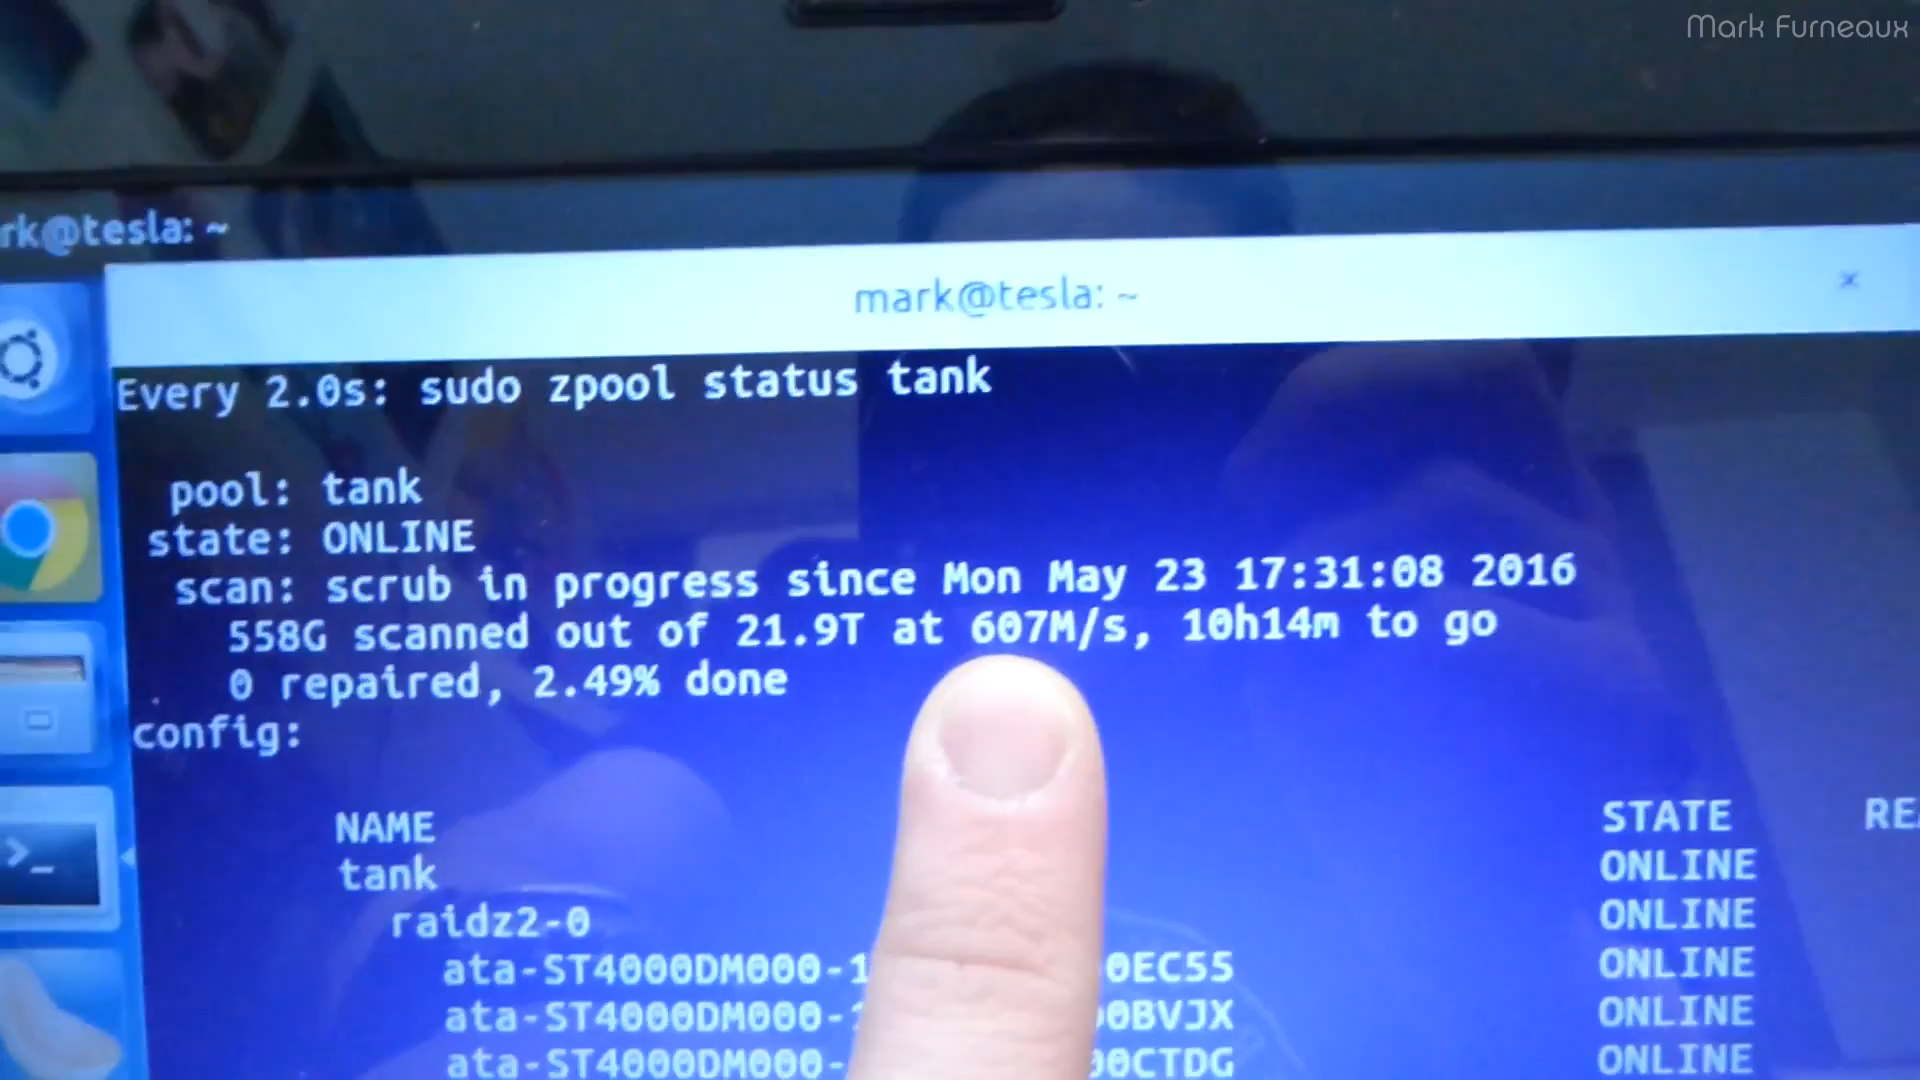 Mark Furneaux
rk@tesla: ~
mark@tesla: ~
Every 2.0s: sudo zpool status tank
pool: tank
state: ONLINE
scan: scrub in progress since Mon May 23 17:31:08 2016
558G scanned out of 21.9T at 607M/s, 10h14m to go
0 repaired, 2.49% done
config:
NAME STATE
tank ONLINE
raidz2-0 ONLINE
ata-ST4000DM000-1 0EC55 ONLINE
ata-ST4000DM000- 0BVJX ONLINE
ata-ST4000DM000- 00CTDG ONLINE